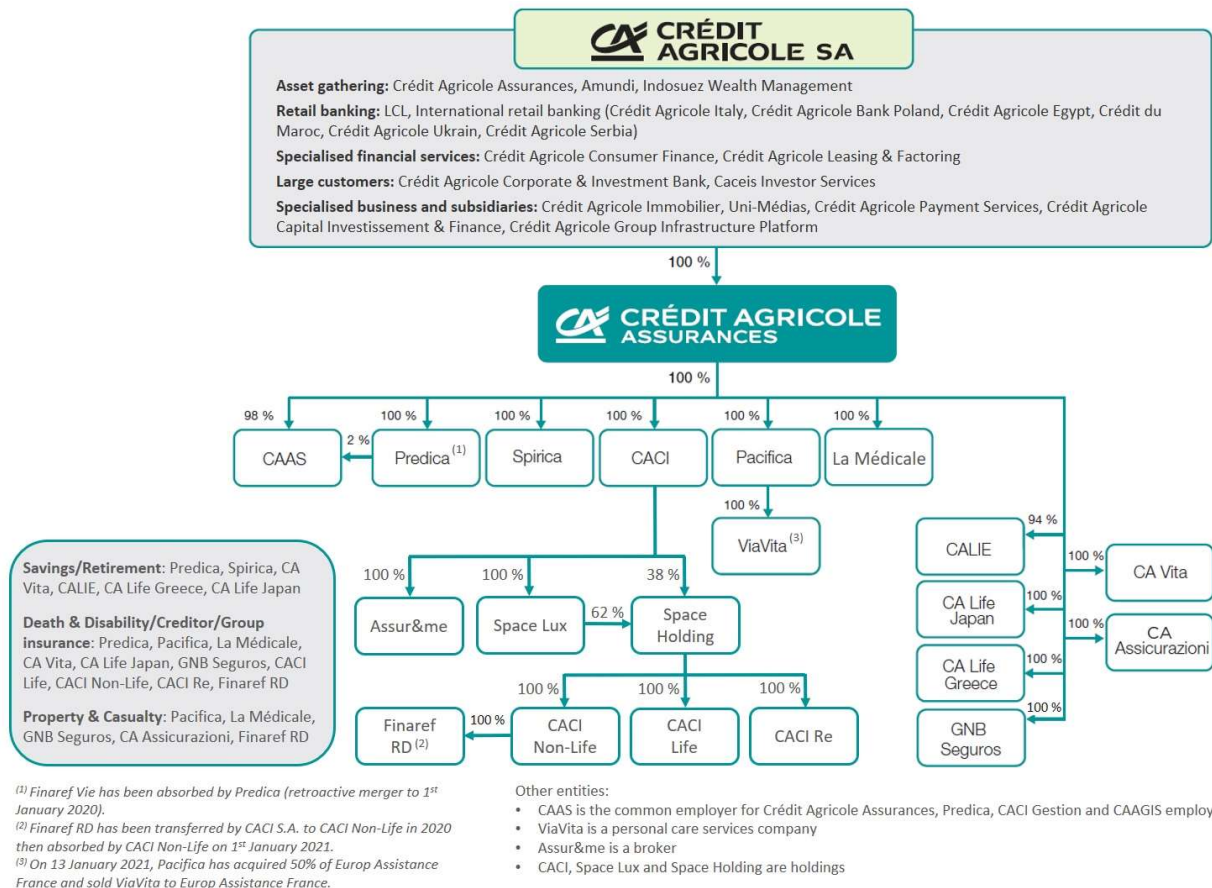 CRÉDIT
AGRICOLE SA
Asset gathering: Crédit Agricole Assurances, Amundi, Indosuez Wealth Management
Retail banking: LCL, International retail banking (Crédit Agricole Italy, Crédit Agricole Bank Poland, Crédit Agricole Egypt, Crédit du
Maroc, Crédit Agricole Ukrain, Crédit Agricole Serbia)
Specialised financial services: Crédit Agricole Consumer Finance, Crédit Agricole Leasing & Factoring
Large customers: Crédit Agricole Corporate & Investment Bank, Caceis Investor Services
Specialised business and subsidiaries: Crédit Agricole Immobilier, Uni-Médias, Crédit Agricole Payment Services, Crédit Agricole
Capital Investissement & Finance, Crédit Agricole Group Infrastructure Platform
100 %
CRÉDIT AGRICOLE
ASSURANCES
100 %
98 %
100 %
100 %
100 %
100 %
100 %
CAAS
2 %
Predica (1)
Spirica
CACI
Pacifica
La Médicale
100 %
ViaVita (3)
94 %
CALIE
100 %
CA Vita
100 %
CA Life
Japan
100 %
CA
Assicurazioni
100 %
CA Life
Greece
100 %
GNB
Seguros
100 %
100 %
38 %
Assur&me
Space Lux
62 %
Space
Holding
100 %
100 %
100 %
Finaref
RD (2)
100 %
CACI
Non-Life
CACI
Life
CACI Re
Savings/Retirement: Predica, Spirica, CA
Vita, CALIE, CA Life Greece, CA Life Japan
Death & Disability/Creditor/Group
insurance: Predica, Pacifica, La Médicale,
CA Vita, CA Life Japan, GNB Seguros, CACI
Life, CACI Non-Life, CACI Re, Finaref RD
Property & Casualty: Pacifica, La Médicale,
GNB Seguros, CA Assicurazioni, Finaref RD
(1) Finaref Vie has been absorbed by Predica (retroactive merger to 1st
January 2020).
(2) Finaref RD has been transferred by CACI S.A. to CACI Non-Life in 2020
then absorbed by CACI Non-Life on 1st January 2021.
(3) On 13 January 2021, Pacifica has acquired 50% of Europ Assistance
France and sold ViaVita to Europ Assistance France.
Other entities:
• CAAS is the common employer for Crédit Agricole Assurances, Predica, CACI Gestion and CAAGIS employ
• ViaVita is a personal care services company
• Assur&me is a broker
• CACI, Space Lux and Space Holding are holdings